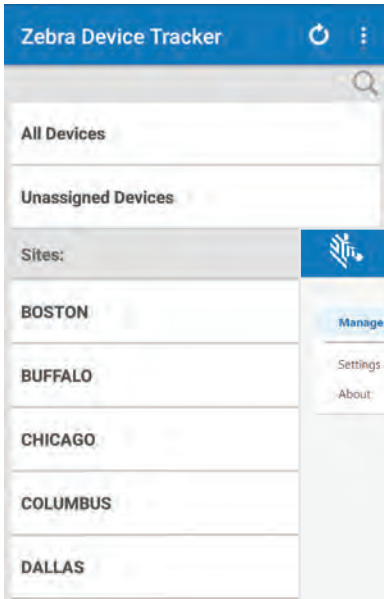 Zebra Device Tracker
All Devices
Unassigned Devices
Sites:
BOSTON
Manage
BUFFALO
Settings
About
CHICAGO
COLUMBUS
DALLAS